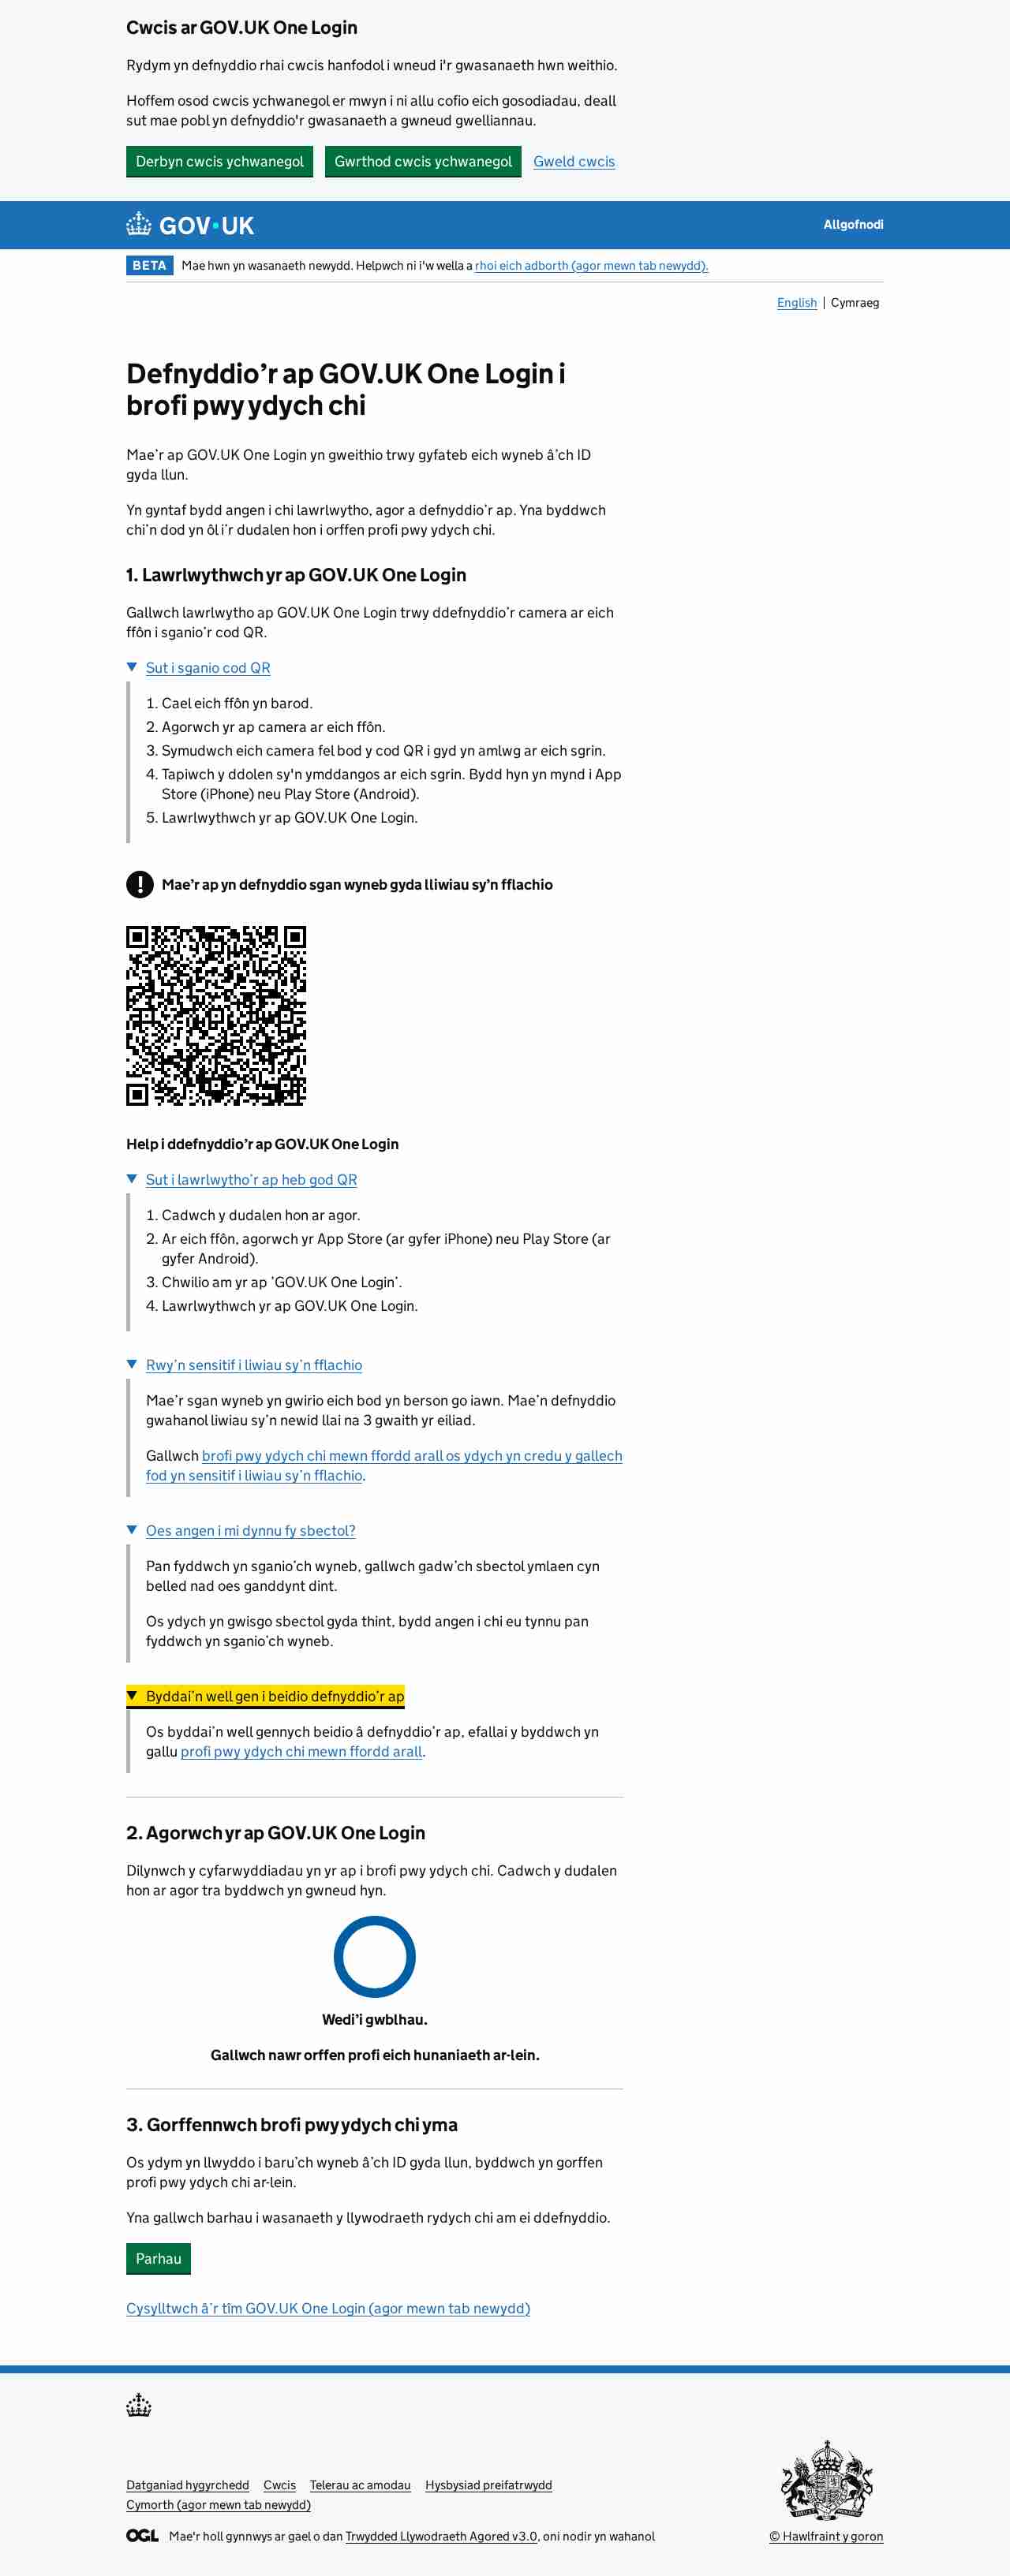 Cwcis ar GOV.UK One Login
Rydym yn defnyddio rhai cwcis hanfodol i wneud i'r gwasanaeth hwn weithio.
Hoffem osod cwcis ychwanegol er mwyn i ni allu cofio eich gosodiadau, deall
sut mae pobl yn defnyddio'r gwasanaeth a gwneud gwelliannau.
Derbyn cwcis ychwanegol Gwrthod cwcis ychwanegol Gweld cwcis
GOV·UK Allgofnodi
BETA Mae hwn yn wasanaeth newydd. Helpwch ni i'w wella a rhoi eich adborth (agor mewn tab newydd).
English | Cymraeg
Defnyddio’r ap GOV.UK One Login i
brofi pwy ydych chi
Mae’r ap GOV.UK One Login yn gweithio trwy gyfateb eich wyneb â’ch ID
gyda llun.
Yn gyntaf bydd angen i chi lawrlwytho, agor a defnyddio’r ap. Yna byddwch
chi’n dod yn ôl i’r dudalen hon i orffen profi pwy ydych chi.
1. Lawrlwythwch yr ap GOV.UK One Login
Gallwch lawrlwytho ap GOV.UK One Login trwy ddefnyddio’r camera ar eich
ffôn i sganio’r cod QR.
Sut i sganio cod QR
1. Cael eich ffôn yn barod.
2. Agorwch yr ap camera ar eich ffôn.
3. Symudwch eich camera fel bod y cod QR i gyd yn amlwg ar eich sgrin.
4. Tapiwch y ddolen sy'n ymddangos ar eich sgrin. Bydd hyn yn mynd i App
Store (iPhone) neu Play Store (Android).
5. Lawrlwythwch yr ap GOV.UK One Login.
! Mae’r ap yn defnyddio sgan wyneb gyda lliwiau sy’n fflachio
Help i ddefnyddio’r ap GOV.UK One Login
Sut i lawrlwytho’r ap heb god QR
1. Cadwch y dudalen hon ar agor.
2. Ar eich ffôn, agorwch yr App Store (ar gyfer iPhone) neu Play Store (ar
gyfer Android).
3. Chwilio am yr ap ‘GOV.UK One Login’.
4. Lawrlwythwch yr ap GOV.UK One Login.
Rwy’n sensitif i liwiau sy’n fflachio
Mae’r sgan wyneb yn gwirio eich bod yn berson go iawn. Mae’n defnyddio
gwahanol liwiau sy’n newid llai na 3 gwaith yr eiliad.
Gallwch brofi pwy ydych chi mewn ffordd arall os ydych yn credu y gallech
fod yn sensitif i liwiau sy’n fflachio.
Oes angen i mi dynnu fy sbectol?
Pan fyddwch yn sganio’ch wyneb, gallwch gadw’ch sbectol ymlaen cyn
belled nad oes ganddynt dint.
Os ydych yn gwisgo sbectol gyda thint, bydd angen i chi eu tynnu pan
fyddwch yn sganio’ch wyneb.
Byddai’n well gen i beidio defnyddio’r ap
Os byddai’n well gennych beidio â defnyddio’r ap, efallai y byddwch yn
gallu profi pwy ydych chi mewn ffordd arall.
2. Agorwch yr ap GOV.UK One Login
Dilynwch y cyfarwyddiadau yn yr ap i brofi pwy ydych chi. Cadwch y dudalen
hon ar agor tra byddwch yn gwneud hyn.
Wedi’i gwblhau.
Gallwch nawr orffen profi eich hunaniaeth ar-lein.
3. Gorffennwch brofi pwy ydych chi yma
Os ydym yn llwyddo i baru’ch wyneb â’ch ID gyda llun, byddwch yn gorffen
profi pwy ydych chi ar-lein.
Yna gallwch barhau i wasanaeth y llywodraeth rydych chi am ei ddefnyddio.
Parhau
Cysylltwch â’r tîm GOV.UK One Login (agor mewn tab newydd)
Datganiad hygyrchedd Cwcis Telerau ac amodau Hysbysiad preifatrwydd
Cymorth (agor mewn tab newydd)
OGL Mae'r holl gynnwys ar gael o dan Trwydded Llywodraeth Agored v3.0, oni nodir yn wahanol
© Hawlfraint y goron